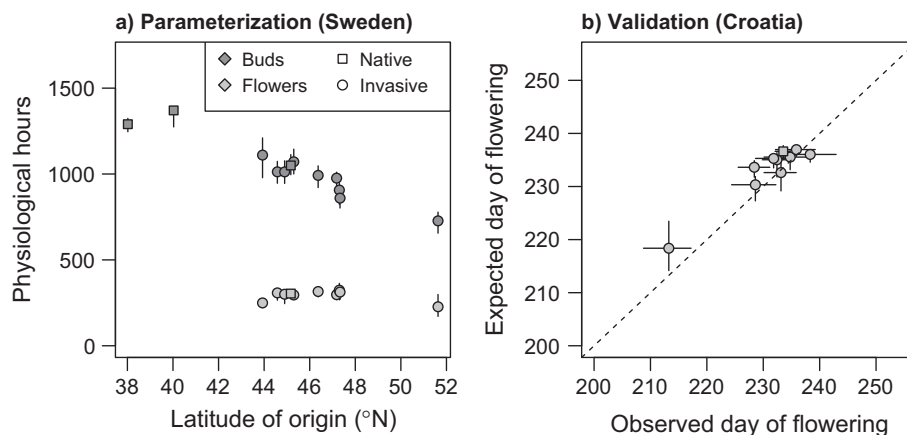 a) Parameterization (Sweden)
Physiological hours
1500
1000
500
0
38 40 42 44 46 48 50 52
Latitude of origin (°N)
Buds
Flowers
Native
Invasive
b) Validation (Croatia)
Expected day of flowering
250
240
230
220
210
200
200 210 220 230 240 250
Observed day of flowering